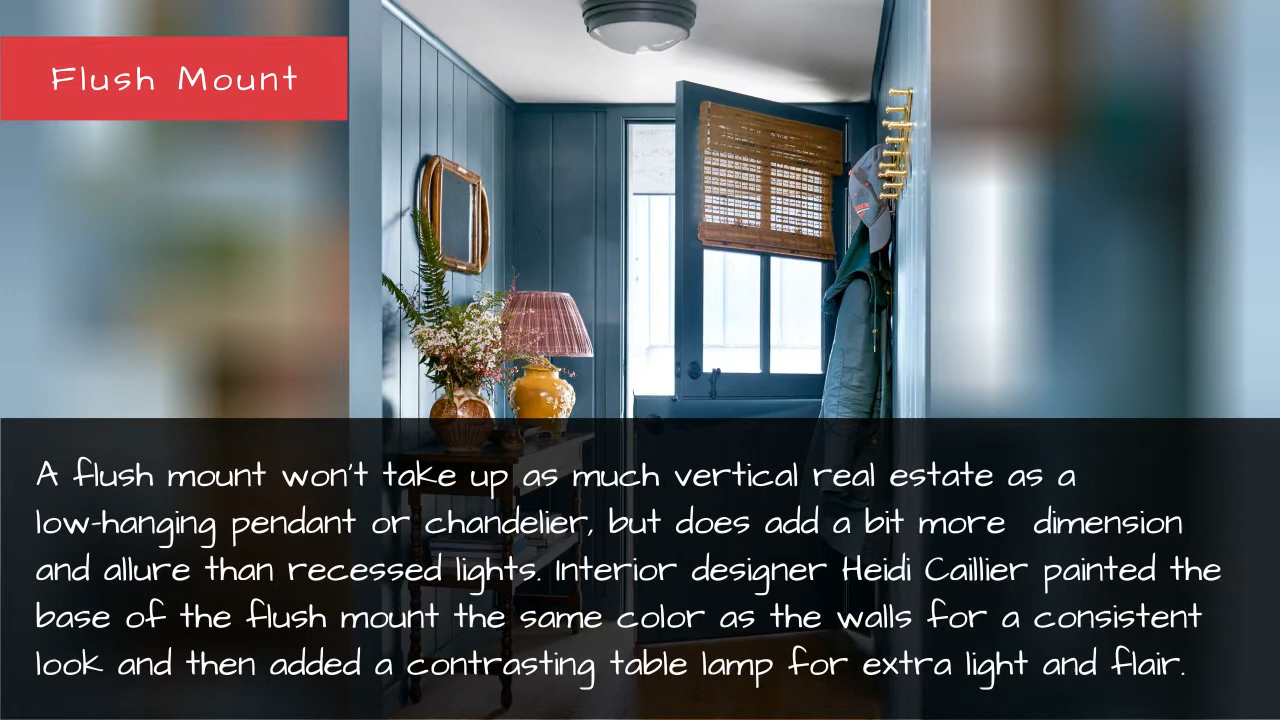 Flush Mount
A flush mount won't take up as much vertical real estate as a
low-hanging pendant or chandelier, but does add a bit more dimension
and allure than recessed lights. Interior designer Heidi Caillier painted the
base of the flush mount the same color as the walls for a consistent
look and then added a contrasting table lamp for extra light and flair.